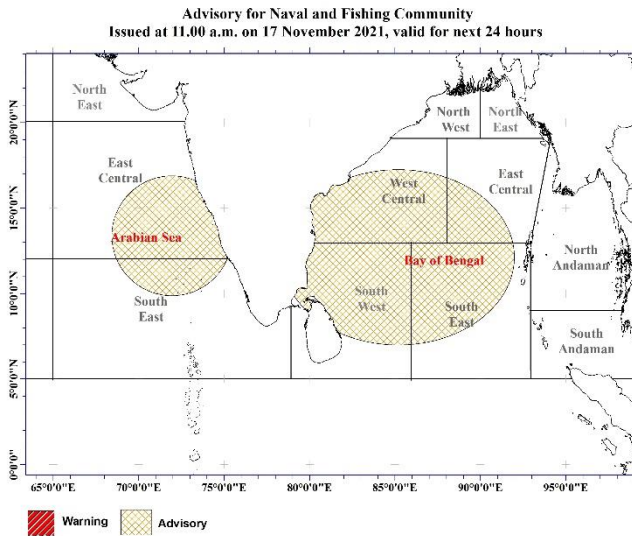 Advisory for Naval and Fishing Community
Issued at 11.00 a.m. on 17 November 2021, valid for next 24 hours
North
East
North
West
North
East
East
Central
West
Central
East
Central
Arabian Sea
Bay of Bengal
North
Andaman
South
East
South
West
South
East
South
Andaman
20°0'0"N
15°0'0"N
10°0'0"N
5°0'0"N
0°0'0"N
65°0'0"E
70°0'0"E
75°0'0"E
80°0'0"E
85°0'0"E
90°0'0"E
95°0'0"E
Warning
Advisory